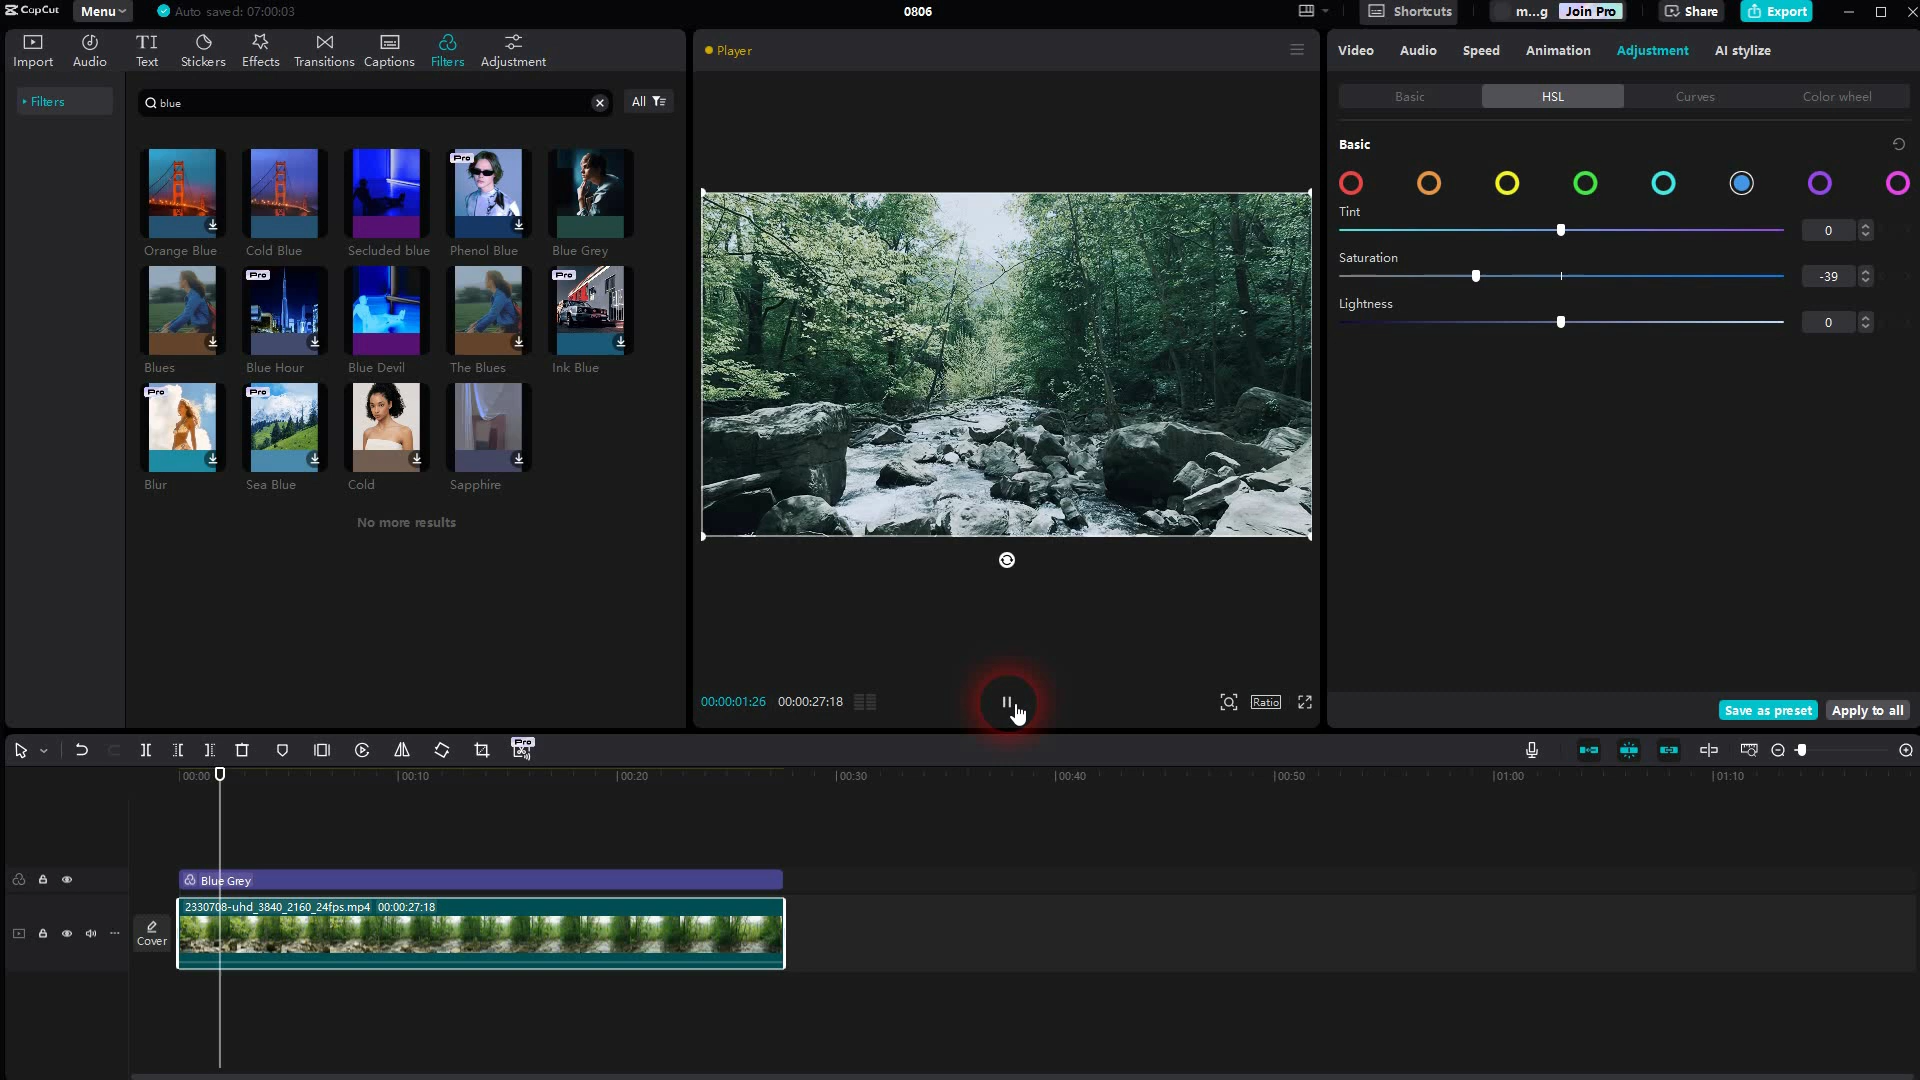 CapCut
Menu
Auto saved: 07:00:03
0806
Shortcuts
m...g
Join Pro
Share
Export
Import
Audio
Text
Stickers
Effects
Transitions
Captions
Filters
Adjustment
Filters
blue
All
Pro
Orange Blue
Cold Blue
Secluded blue
Phenol Blue
Blue Grey
Pro
Pro
Blues
Blue Hour
Blue Devil
The Blues
Ink Blue
Pro
Pro
Blur
Sea Blue
Cold
Sapphire
No more results
Player
00:00:01:26
00:00:27:18
Ratio
Video
Audio
Speed
Animation
Adjustment
AI stylize
Basic
HSL
Curves
Color wheel
Basic
Tint
0
Saturation
-39
Lightness
0
Save as preset
Apply to all
Pro
00:00
00:10
00:20
00:30
00:40
00:50
01:00
01:10
Blue Grey
2330708-uhd_3840_2160_24fps.mp4 00:00:27:18
Cover